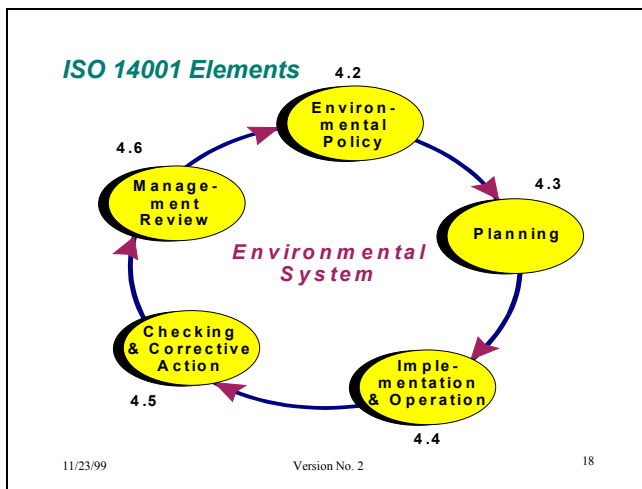 ISO 14001 Elements
4.2
Environ-
mental
Policy
4.3
Planning
4.4
Imple-
mentation
& Operation
4.5
Checking
& Corrective
Action
4.6
Manage-
ment
Review
Environmental
System
11/23/99
Version No. 2
18